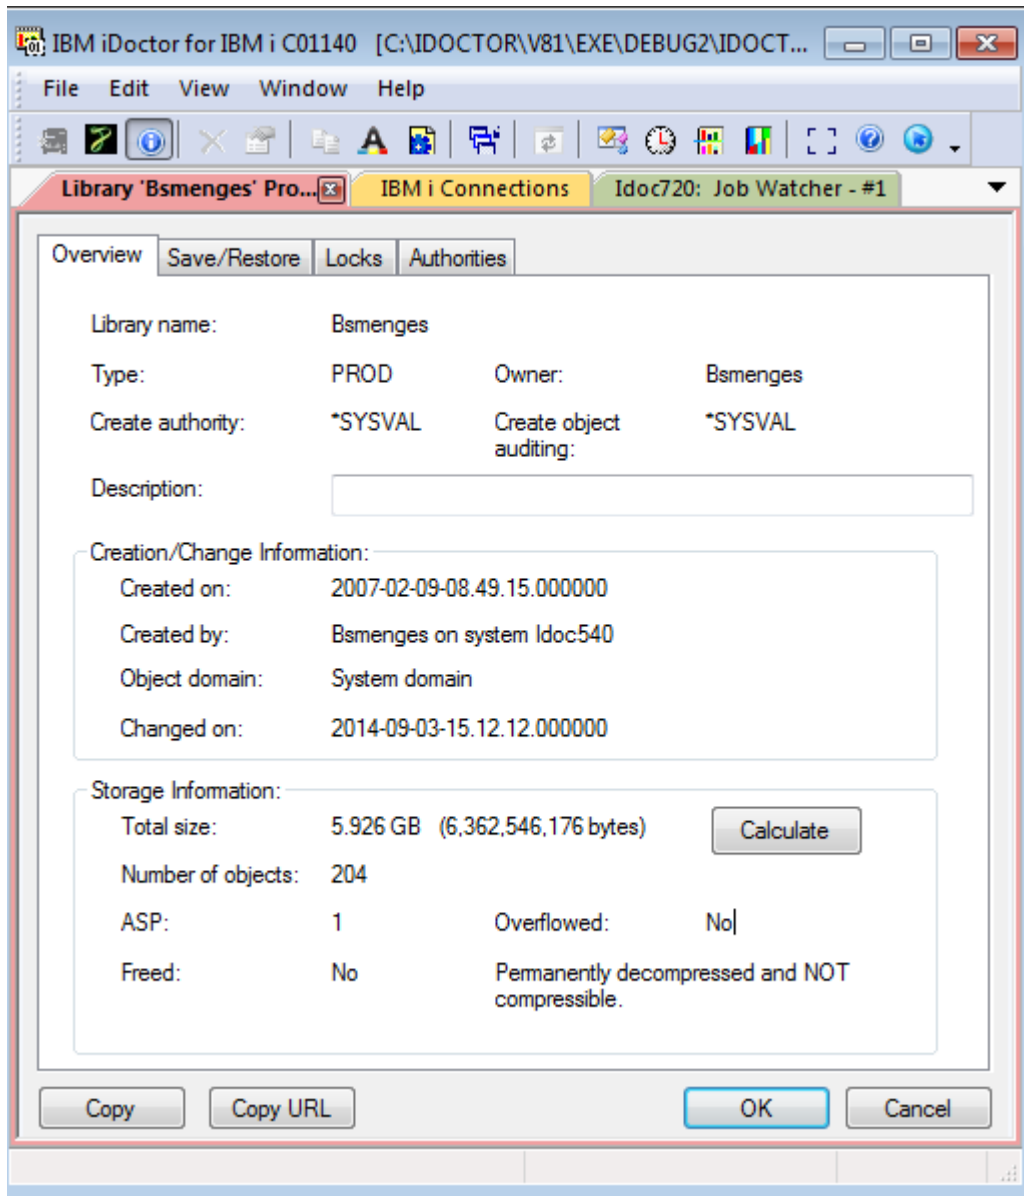 IBM iDoctor for IBM i C01140 [C:\IDOCTOR\V81\EXE\DEBUG2\IDOCT...
File Edit View Window Help
Library 'Bsmenges' Pro... IBM i Connections Idoc720: Job Watcher - #1
Overview Save/Restore Locks Authorities
Library name: Bsmenges
Type: PROD Owner: Bsmenges
Create authority: *SYSVAL Create object *SYSVAL
auditing:
Description:
Creation/Change Information:
Created on: 2007-02-09-08.49.15.000000
Created by: Bsmenges on system Idoc540
Object domain: System domain
Changed on: 2014-09-03-15.12.12.000000
Storage Information:
Total size: 5.926 GB (6,362,546,176 bytes) Calculate
Number of objects: 204
ASP: 1 Overflowed: No
Freed: No Permanently decompressed and NOT
compressible.
Copy Copy URL OK Cancel